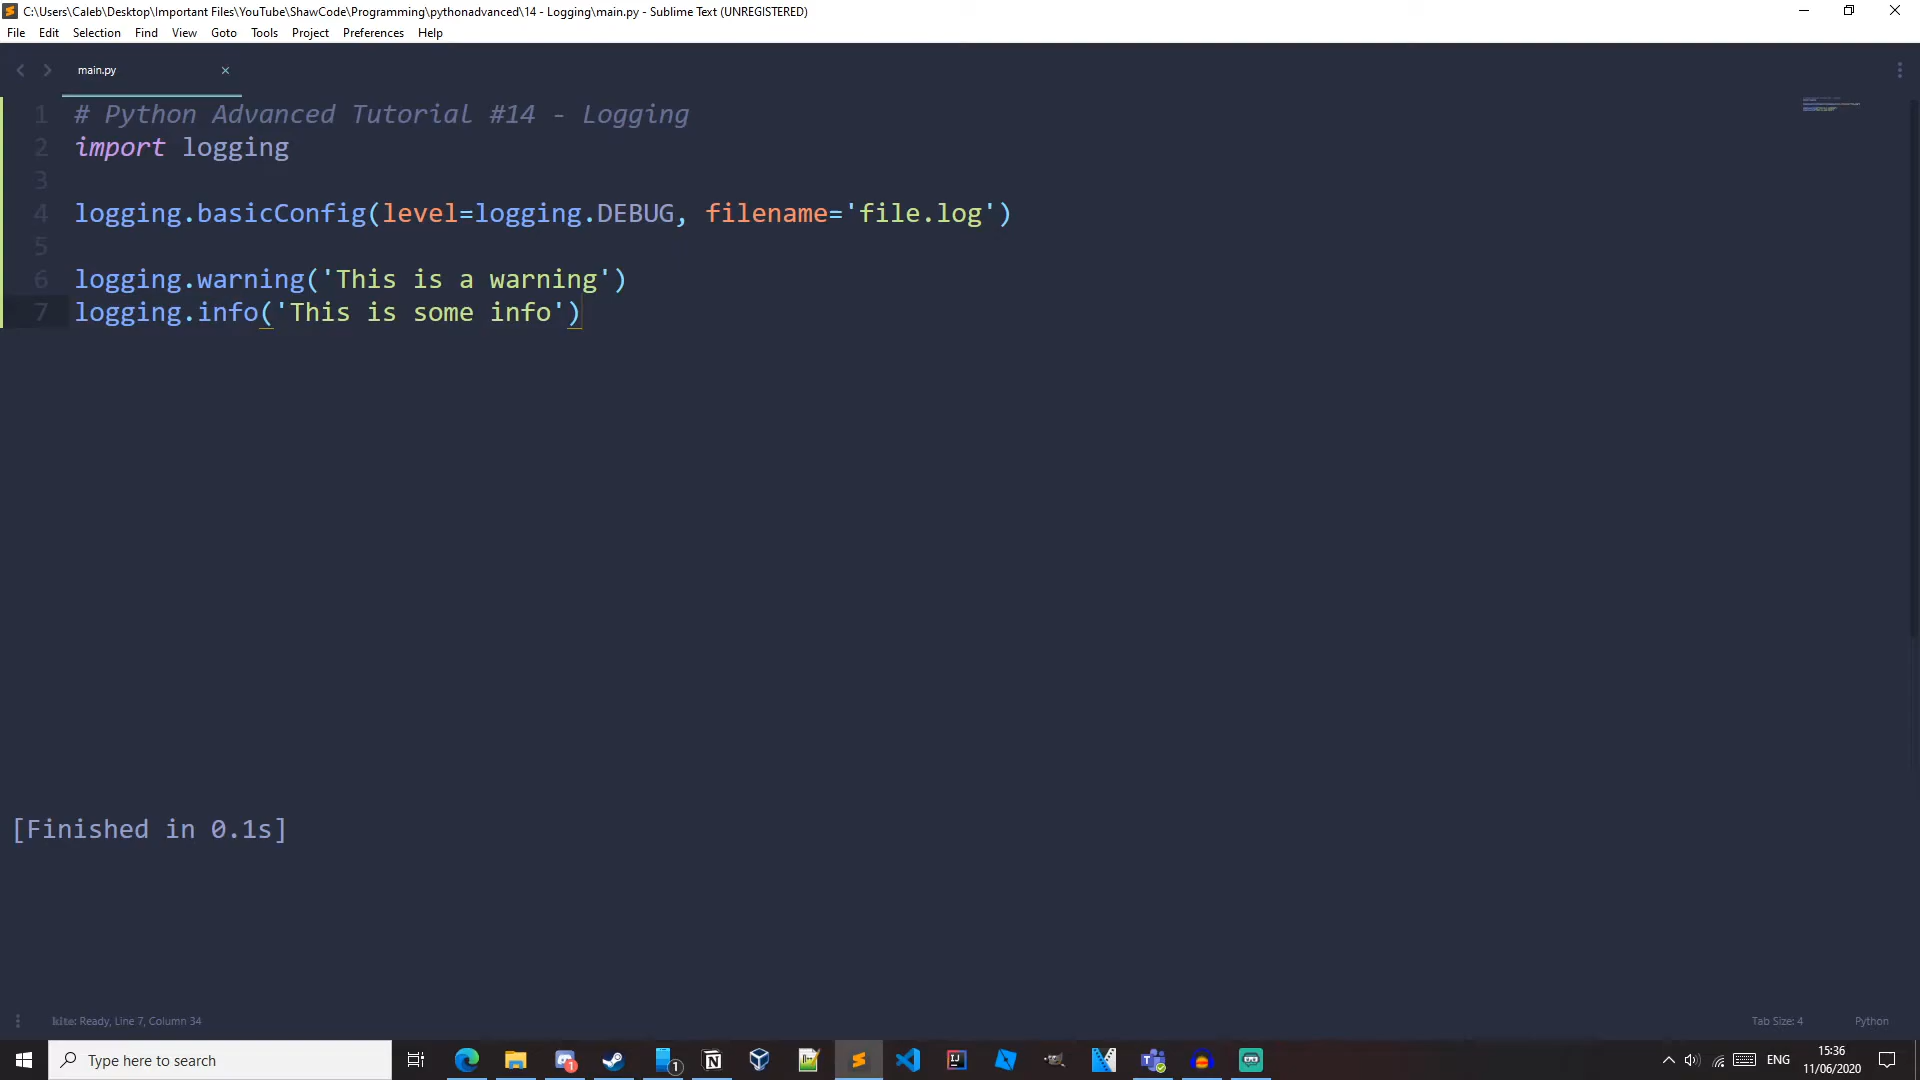 C:\Users\Caleb\Desktop\Important Files\YouTube\ShawCode\Programming\pythonadvanced\14 - Logging\main.py - Sublime Text (UNREGISTERED)
File Edit Selection Find View Goto Tools Project Preferences Help
main.py
1 # Python Advanced Tutorial #14 - Logging
2 import logging
3
4 logging.basicConfig(level=logging.DEBUG, filename='file.log')
5
6 logging.warning('This is a warning')
7 logging.info('This is some info')
[Finished in 0.1s]
Ready, Line 7, Column 34
Tab Size: 4 Python
Type here to search
ENG
15:36
11/06/2020